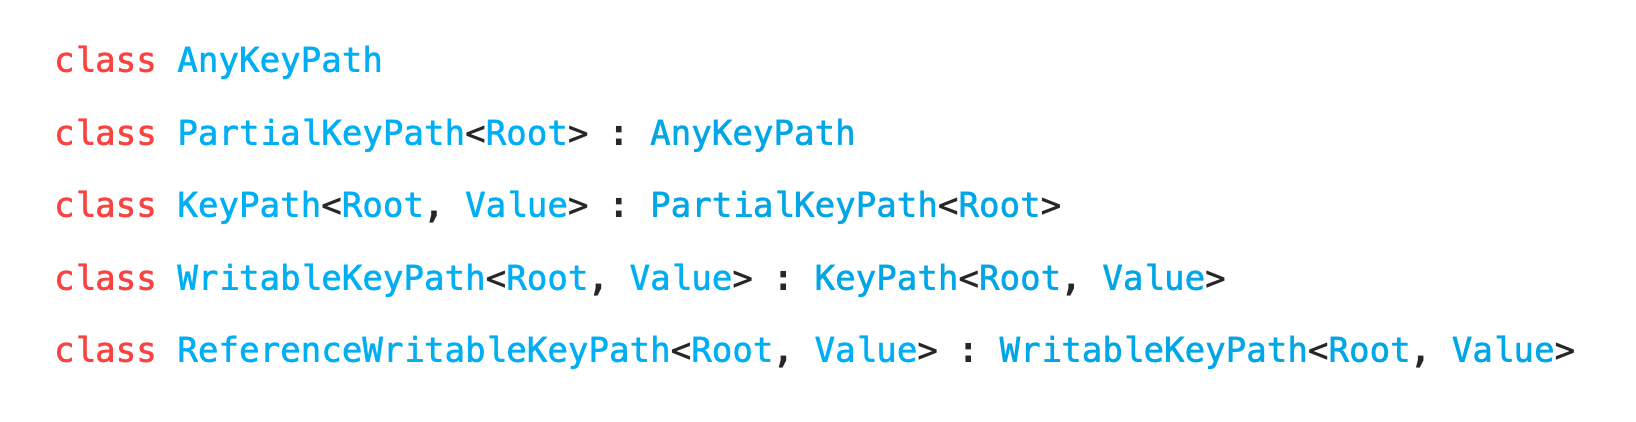 class AnyKeyPath
class PartialKeyPath<Root> : AnyKeyPath
class KeyPath<Root, Value> : PartialKeyPath<Root>
class WritableKeyPath<Root, Value> : KeyPath<Root, Value>
class ReferenceWritableKeyPath<Root, Value> : WritableKeyPath<Root, Value>